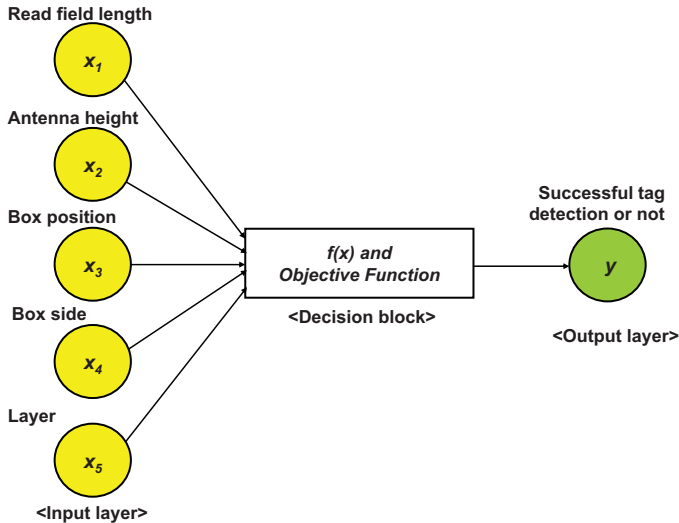 Read field length
x1
Antenna height
x2
Box position
x3
Box side
x4
Layer
x5
<Input layer>
f(x) and
Objective Function
<Decision block>
Successful tag
detection or not
y
<Output layer>